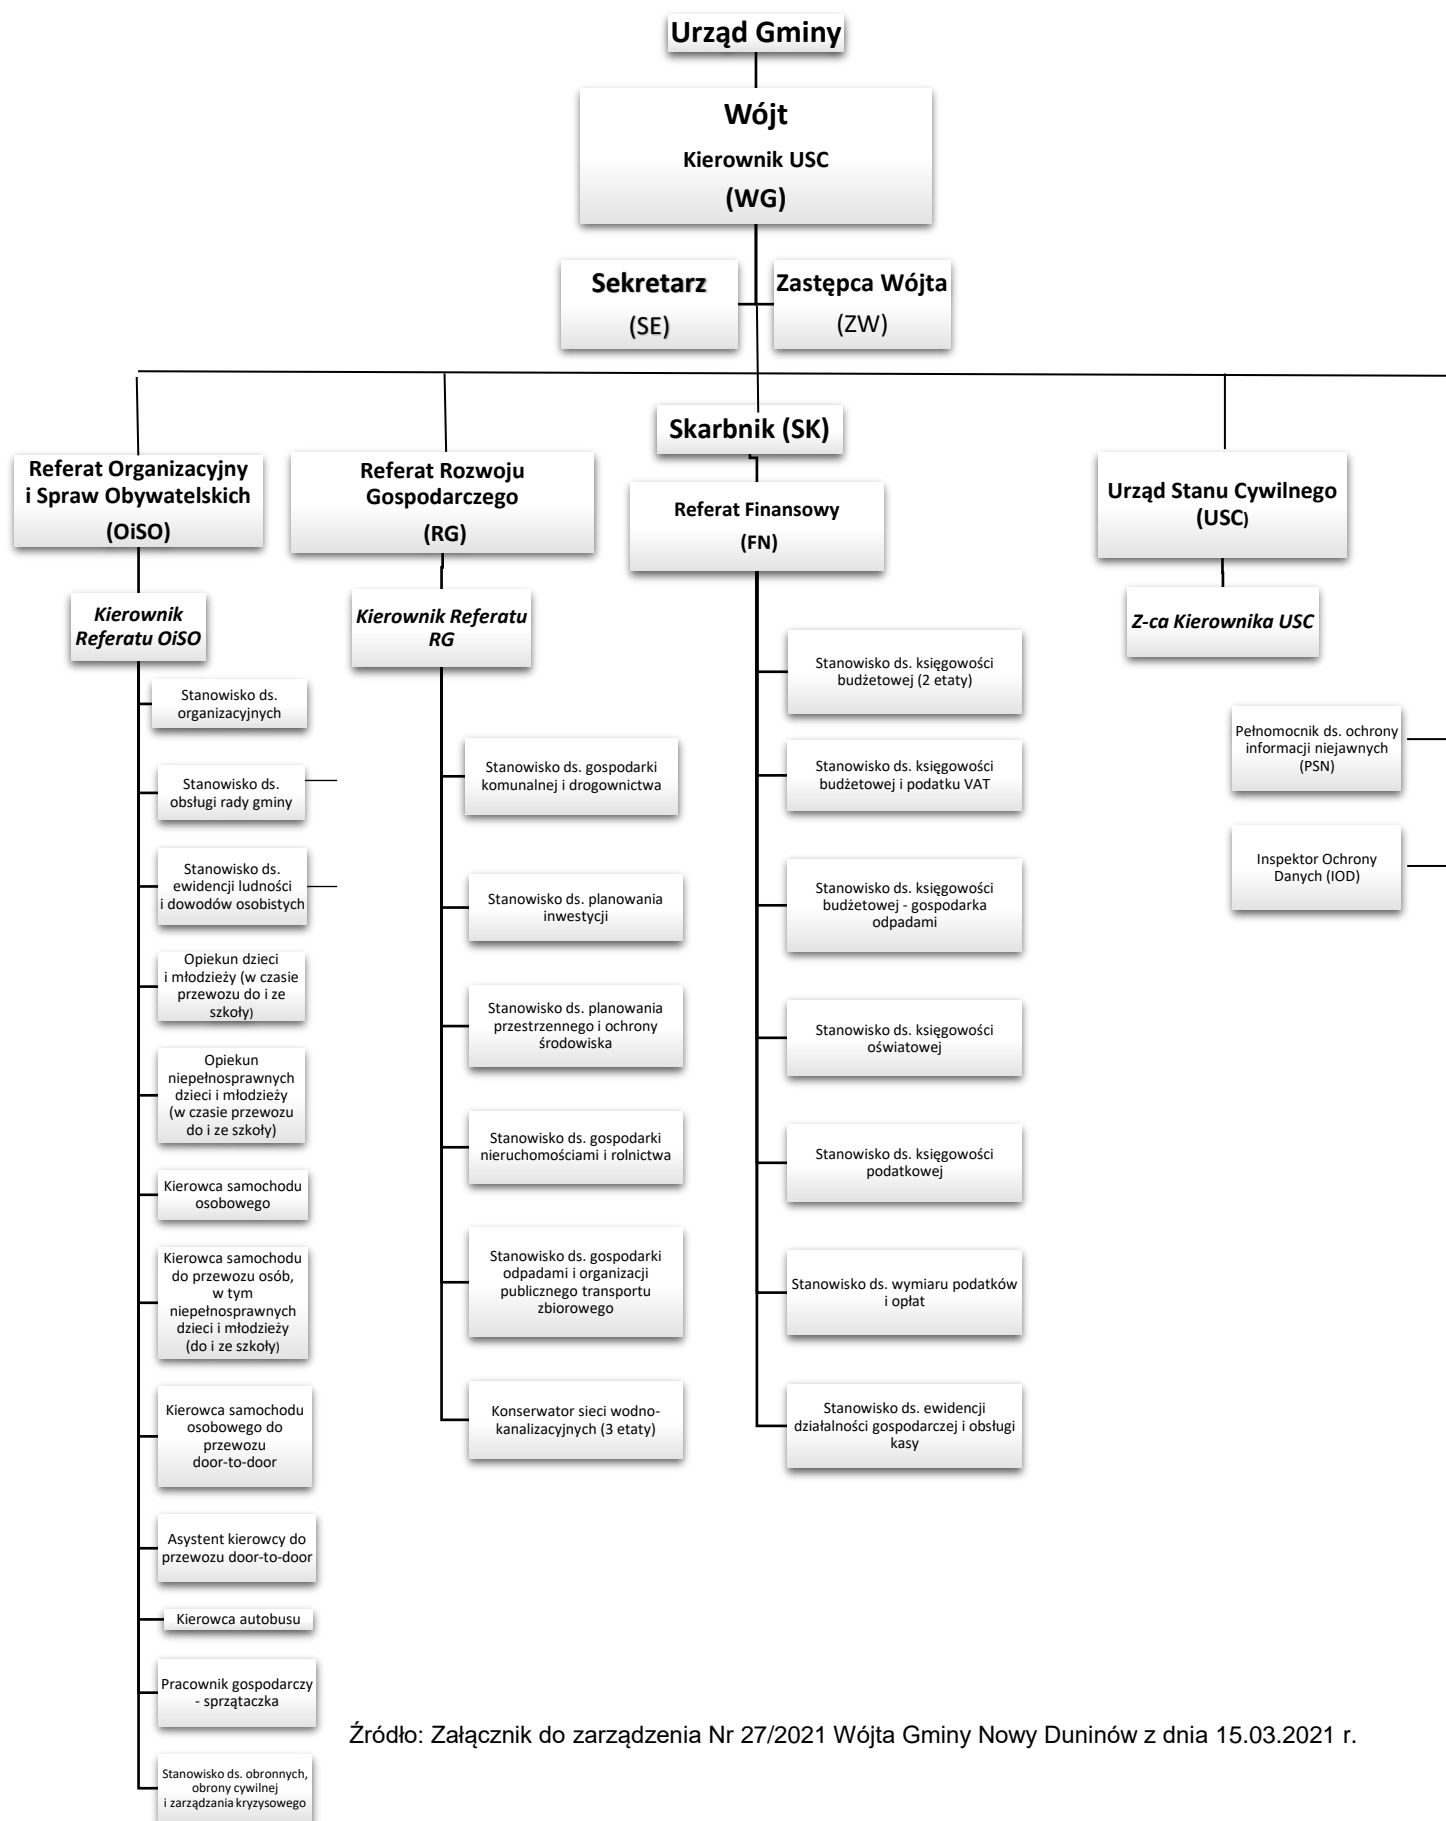 Urząd Gminy
Wójt
Kierownik USC
(WG)
Sekretarz
(SE)
Zastępca Wójta
(ZW)
Skarbnik (SK)
Referat Organizacyjny
i Spraw Obywatelskich
(OiSO)
Kierownik
Referatu OiSO
Stanowisko ds.
organizacyjnych
Stanowisko ds.
obsługi rady gminy
Stanowisko ds.
ewidencji ludności
i dowodów osobistych
Opiekun dzieci
i młodzieży (w czasie
przewozu do i ze
szkoły)
Opiekun
niepełnosprawnych
dzieci i młodzieży
(w czasie przewozu
do i ze szkoły)
Kierowca samochodu
osobowego
Kierowca samochodu
do przewozu osób,
w tym
niepełnosprawnych
dzieci i młodzieży
(do i ze szkoły)
Kierowca samochodu
osobowego do
przewozu
door-to-door
Asystent kierowcy do
przewozu door-to-door
Kierowca autobusu
Pracownik gospodarczy
- sprzątaczka
Stanowisko ds. obronnych,
obrony cywilnej
i zarządzania kryzysowego
Referat Rozwoju
Gospodarczego
(RG)
Kierownik Referatu
RG
Stanowisko ds. gospodarki
komunalnej i drogownictwa
Stanowisko ds. planowania
inwestycji
Stanowisko ds. planowania
przestrzennego i ochrony
środowiska
Stanowisko ds. gospodarki
nieruchomościami i rolnictwa
Stanowisko ds. gospodarki
odpadami i organizacji
publicznego transportu
zbiorowego
Konserwator sieci wodno-
kanalizacyjnych (3 etaty)
Referat Finansowy
(FN)
Stanowisko ds. księgowości
budżetowej (2 etaty)
Stanowisko ds. księgowości
budżetowej i podatku VAT
Stanowisko ds. księgowości
budżetowej - gospodarka
odpadami
Stanowisko ds. księgowości
oświatowej
Stanowisko ds. księgowości
podatkowej
Stanowisko ds. wymiaru podatków
i opłat
Stanowisko ds. ewidencji
działalności gospodarczej i obsługi
kasy
Urząd Stanu Cywilnego
(USC)
Z-ca Kierownika USC
Pełnomocnik ds. ochrony
informacji niejawnych
(PSN)
Inspektor Ochrony
Danych (IOD)
Źródło: Załącznik do zarządzenia Nr 27/2021 Wójta Gminy Nowy Duninów z dnia 15.03.2021 r.